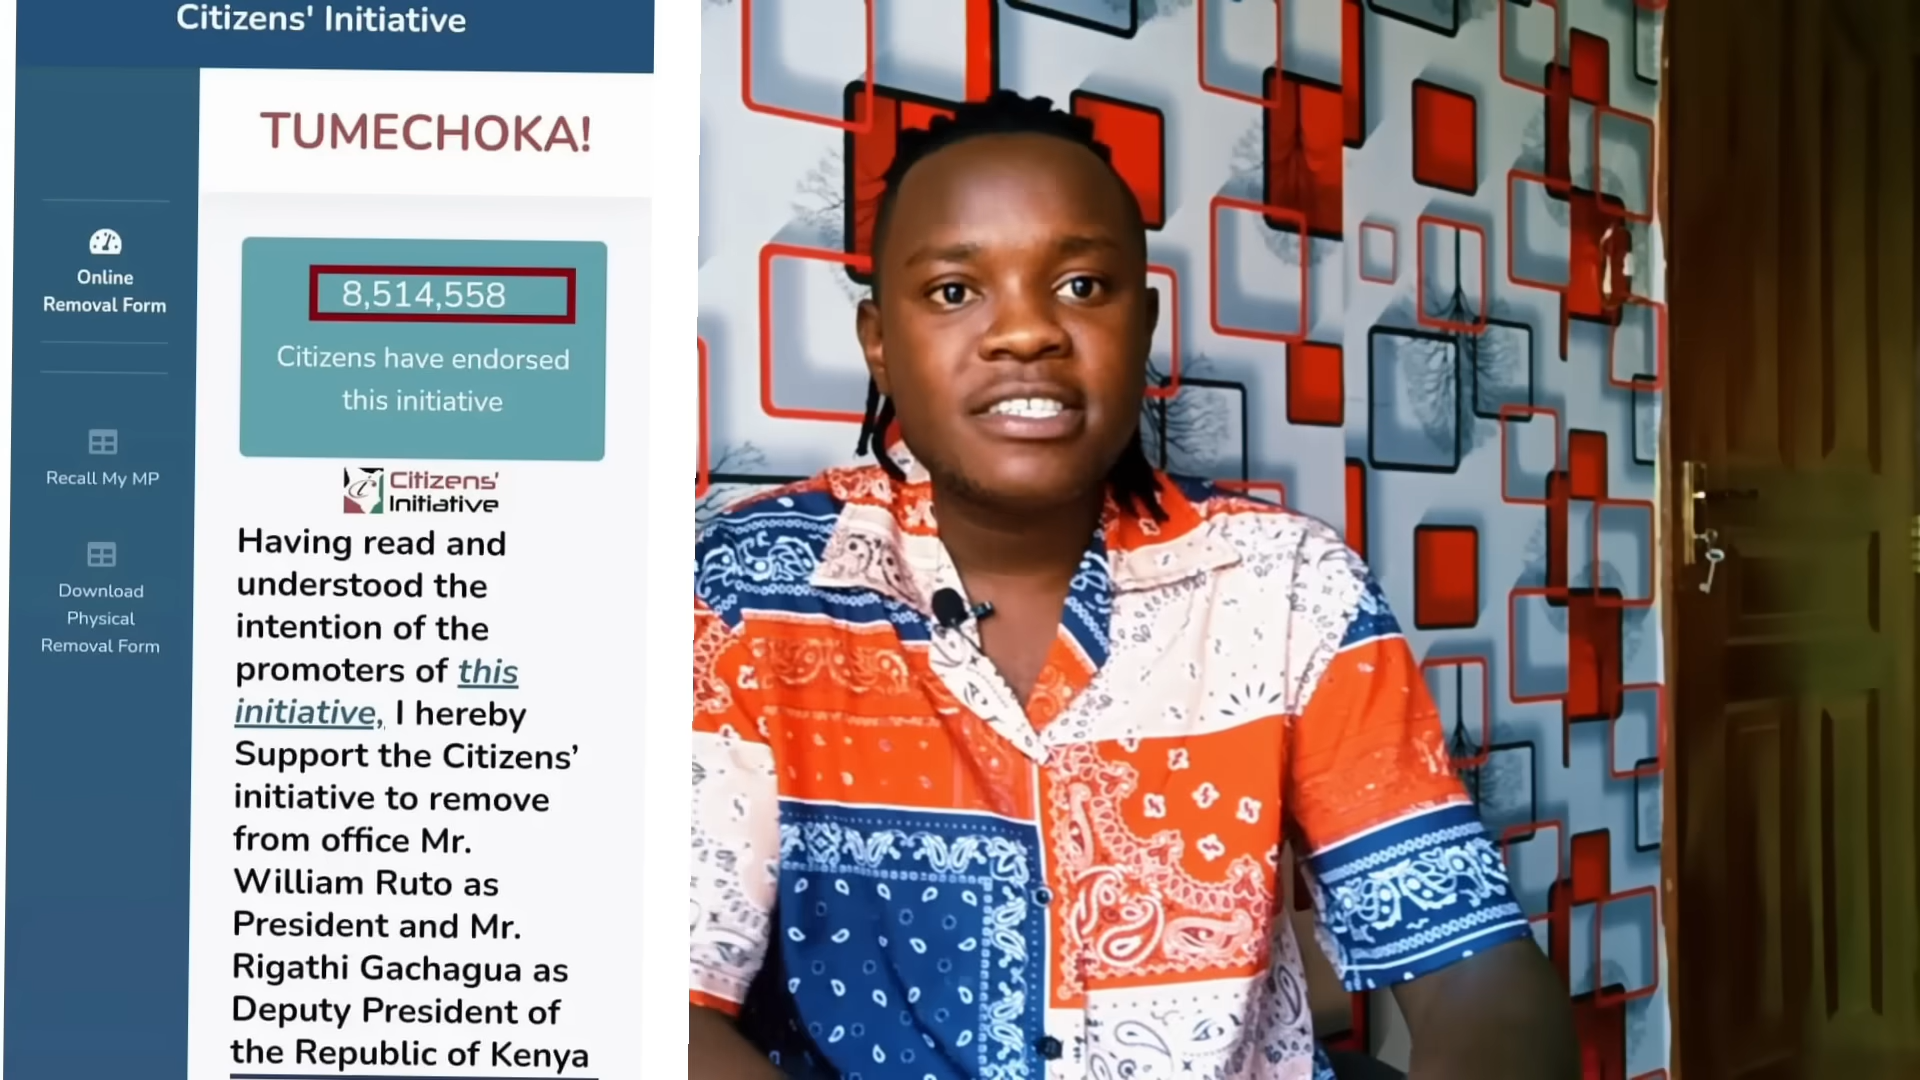 Citizens' Initiative
TUMECHOKA!
Online
Removal Form
Recall My MP
Download
Physical
Removal Form
8,514,558
Citizens have endorsed
this initiative
Citizens'
Initiative
Having read and
understood the
intention of the
promoters of this
initiative, I hereby
Support the Citizens’
initiative to remove
from office Mr.
William Ruto as
President and Mr.
Rigathi Gachagua as
Deputy President of
the Republic of Kenya